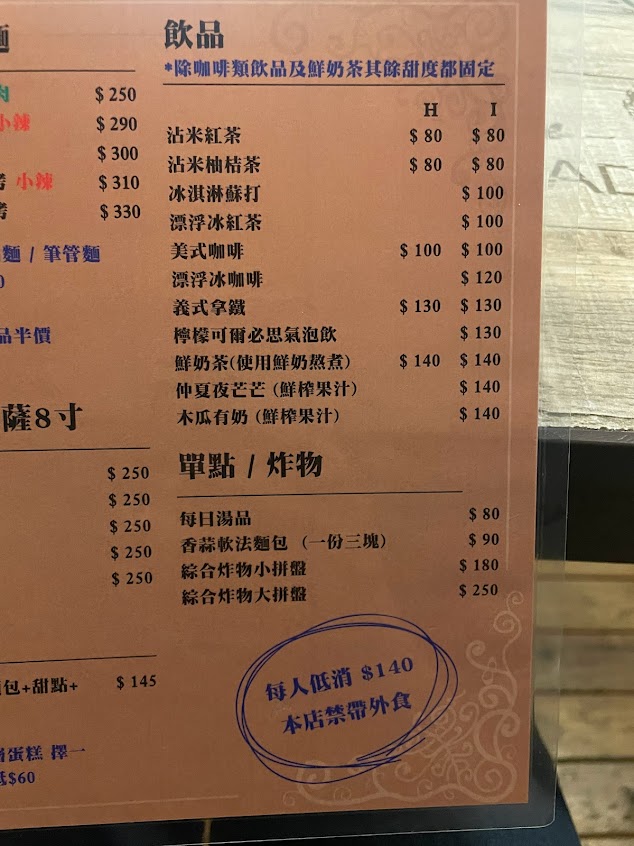 麵
飲品
*除咖啡類飲品及鮮奶茶其餘甜度都固定
肉 $ 250
小辣 $ 290
$ 300
烤 小辣 $ 310
烤 $ 330
麵 / 筆管麵
0
品半價
薩8寸
$ 250
$ 250
$ 250
$ 250
$ 250
包+甜點+ $ 145
蛋糕 擇一
$60
H I
沾米紅茶 $ 80 $ 80
沾米柚桔茶 $ 80 $ 80
冰淇淋蘇打 $ 100
漂浮冰紅茶 $ 100
美式咖啡 $ 100 $ 100
漂浮冰咖啡 $ 120
義式拿鐵 $ 130 $ 130
檸檬可爾必思氣泡飲 $ 130
鮮奶茶(使用鮮奶熬煮) $ 140 $ 140
仲夏夜芒芒 (鮮榨果汁) $ 140
木瓜有奶 (鮮榨果汁) $ 140
單點 / 炸物
每日湯品 $ 80
香蒜軟法麵包 (一份三塊) $ 90
綜合炸物小拼盤 $ 180
綜合炸物大拼盤 $ 250
每人低消 $140
本店禁帶外食